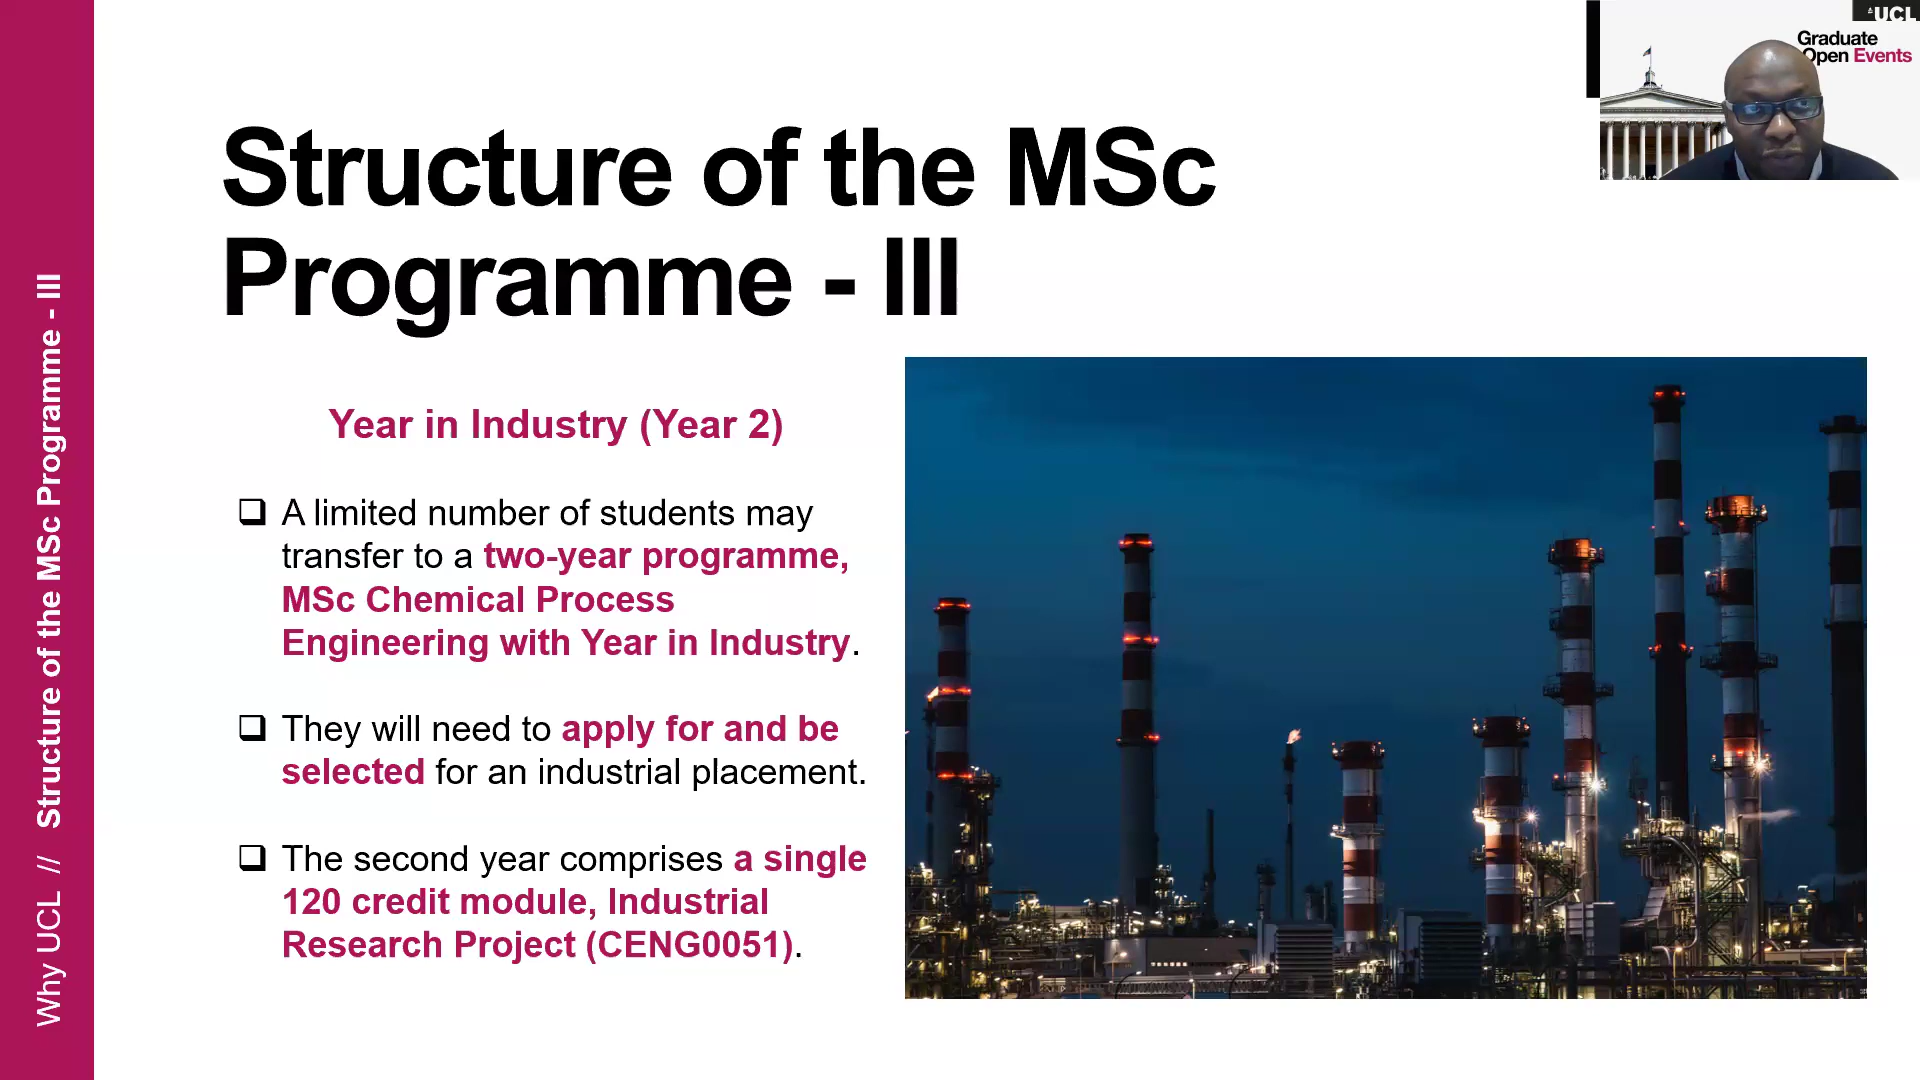 UCL
Graduate
Open Events
Structure of the MSc
Programme - III
Year in Industry (Year 2)
A limited number of students may
transfer to a two-year programme,
MSc Chemical Process
Engineering with Year in Industry.
They will need to apply for and be
selected for an industrial placement.
The second year comprises a single
120 credit module, Industrial
Research Project (CENG0051).
Why UCL // Structure of the MSc Programme - III